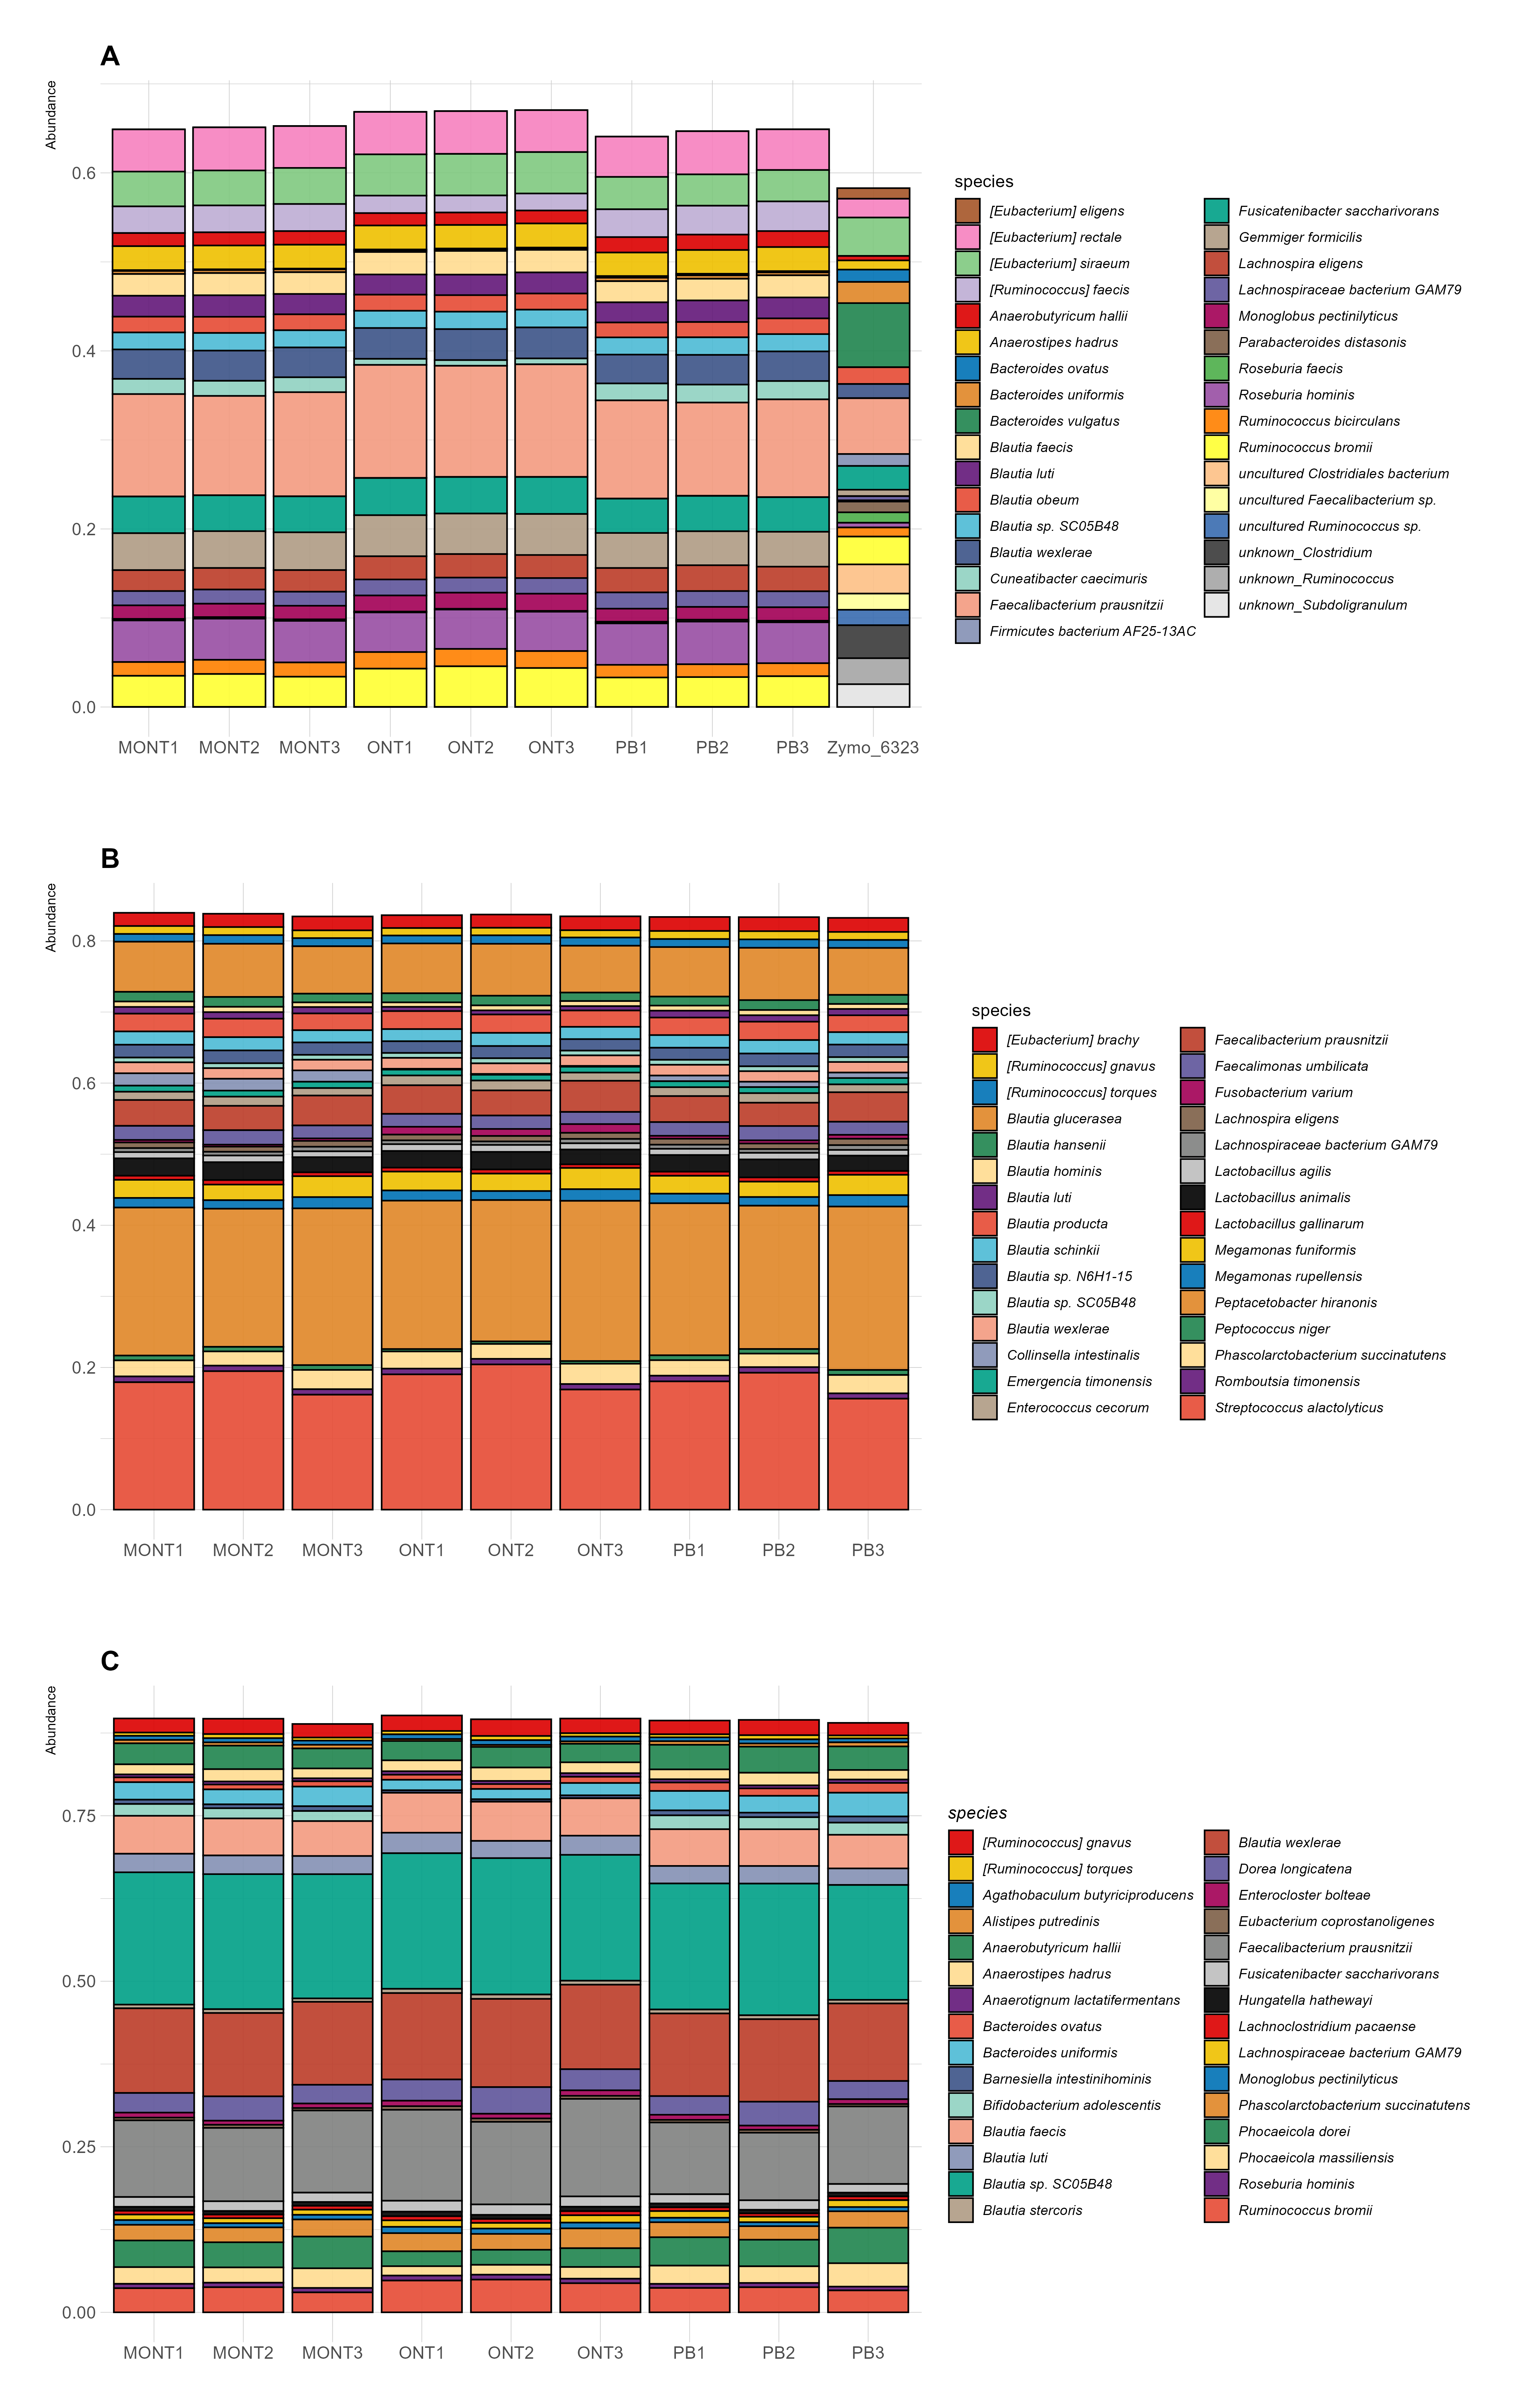 A
Abundance
0.6
0.4
0.2
0.0
MONT1 MONT2 MONT3 ONT1 ONT2 ONT3 PB1 PB2 PB3 Zymo_6323
species
[Eubacterium] eligens
[Eubacterium] rectale
[Eubacterium] siraeum
[Ruminococcus] faecis
Anaerobutyricum hallii
Anaerostipes hadrus
Bacteroides ovatus
Bacteroides uniformis
Bacteroides vulgatus
Blautia faecis
Blautia luti
Blautia obeum
Blautia sp. SC05B48
Blautia wexlerae
Cuneatibacter caecimuris
Faecalibacterium prausnitzii
Firmicutes bacterium AF25-13AC
Fusicatenibacter saccharivorans
Gemmiger formicilis
Lachnospira eligens
Lachnospiraceae bacterium GAM79
Monoglobus pectinilyticus
Parabacteroides distasonis
Roseburia faecis
Roseburia hominis
Ruminococcus bicirculans
Ruminococcus bromii
uncultured Clostridiales bacterium
uncultured Faecalibacterium sp.
uncultured Ruminococcus sp.
unknown_Clostridium
unknown_Ruminococcus
unknown_Subdoligranulum
B
Abundance
0.8
0.6
0.4
0.2
0.0
MONT1 MONT2 MONT3 ONT1 ONT2 ONT3 PB1 PB2 PB3
species
[Eubacterium] brachy
[Ruminococcus] gnavus
[Ruminococcus] torques
Blautia glucerasea
Blautia hansenii
Blautia hominis
Blautia luti
Blautia producta
Blautia schinkii
Blautia sp. N6H1-15
Blautia sp. SC05B48
Blautia wexlerae
Collinsella intestinalis
Emergencia timonensis
Enterococcus cecorum
Faecalibacterium prausnitzii
Faecalimonas umbilicata
Fusobacterium varium
Lachnospira eligens
Lachnospiraceae bacterium GAM79
Lactobacillus agilis
Lactobacillus animalis
Lactobacillus gallinarum
Megamonas funiformis
Megamonas rupellensis
Peptacetobacter hiranonis
Peptococcus niger
Phascolarctobacterium succinatutens
Romboutsia timonensis
Streptococcus alactolyticus
C
Abundance
0.75
0.50
0.25
0.00
MONT1 MONT2 MONT3 ONT1 ONT2 ONT3 PB1 PB2 PB3
species
[Ruminococcus] gnavus
[Ruminococcus] torques
Agathobaculum butyriciproducens
Alistipes putredinis
Anaerobutyricum hallii
Anaerostipes hadrus
Anaerotignum lactatifermentans
Bacteroides ovatus
Bacteroides uniformis
Barnesiella intestinihominis
Bifidobacterium adolescentis
Blautia faecis
Blautia luti
Blautia sp. SC05B48
Blautia stercoris
Blautia wexlerae
Dorea longicatena
Enterocloster bolteae
Eubacterium coprostanoligenes
Faecalibacterium prausnitzii
Fusicatenibacter saccharivorans
Hungatella hathewayi
Lachnoclostridium pacaense
Lachnospiraceae bacterium GAM79
Monoglobus pectinilyticus
Phascolarctobacterium succinatutens
Phocaeicola dorei
Phocaeicola massiliensis
Roseburia hominis
Ruminococcus bromii